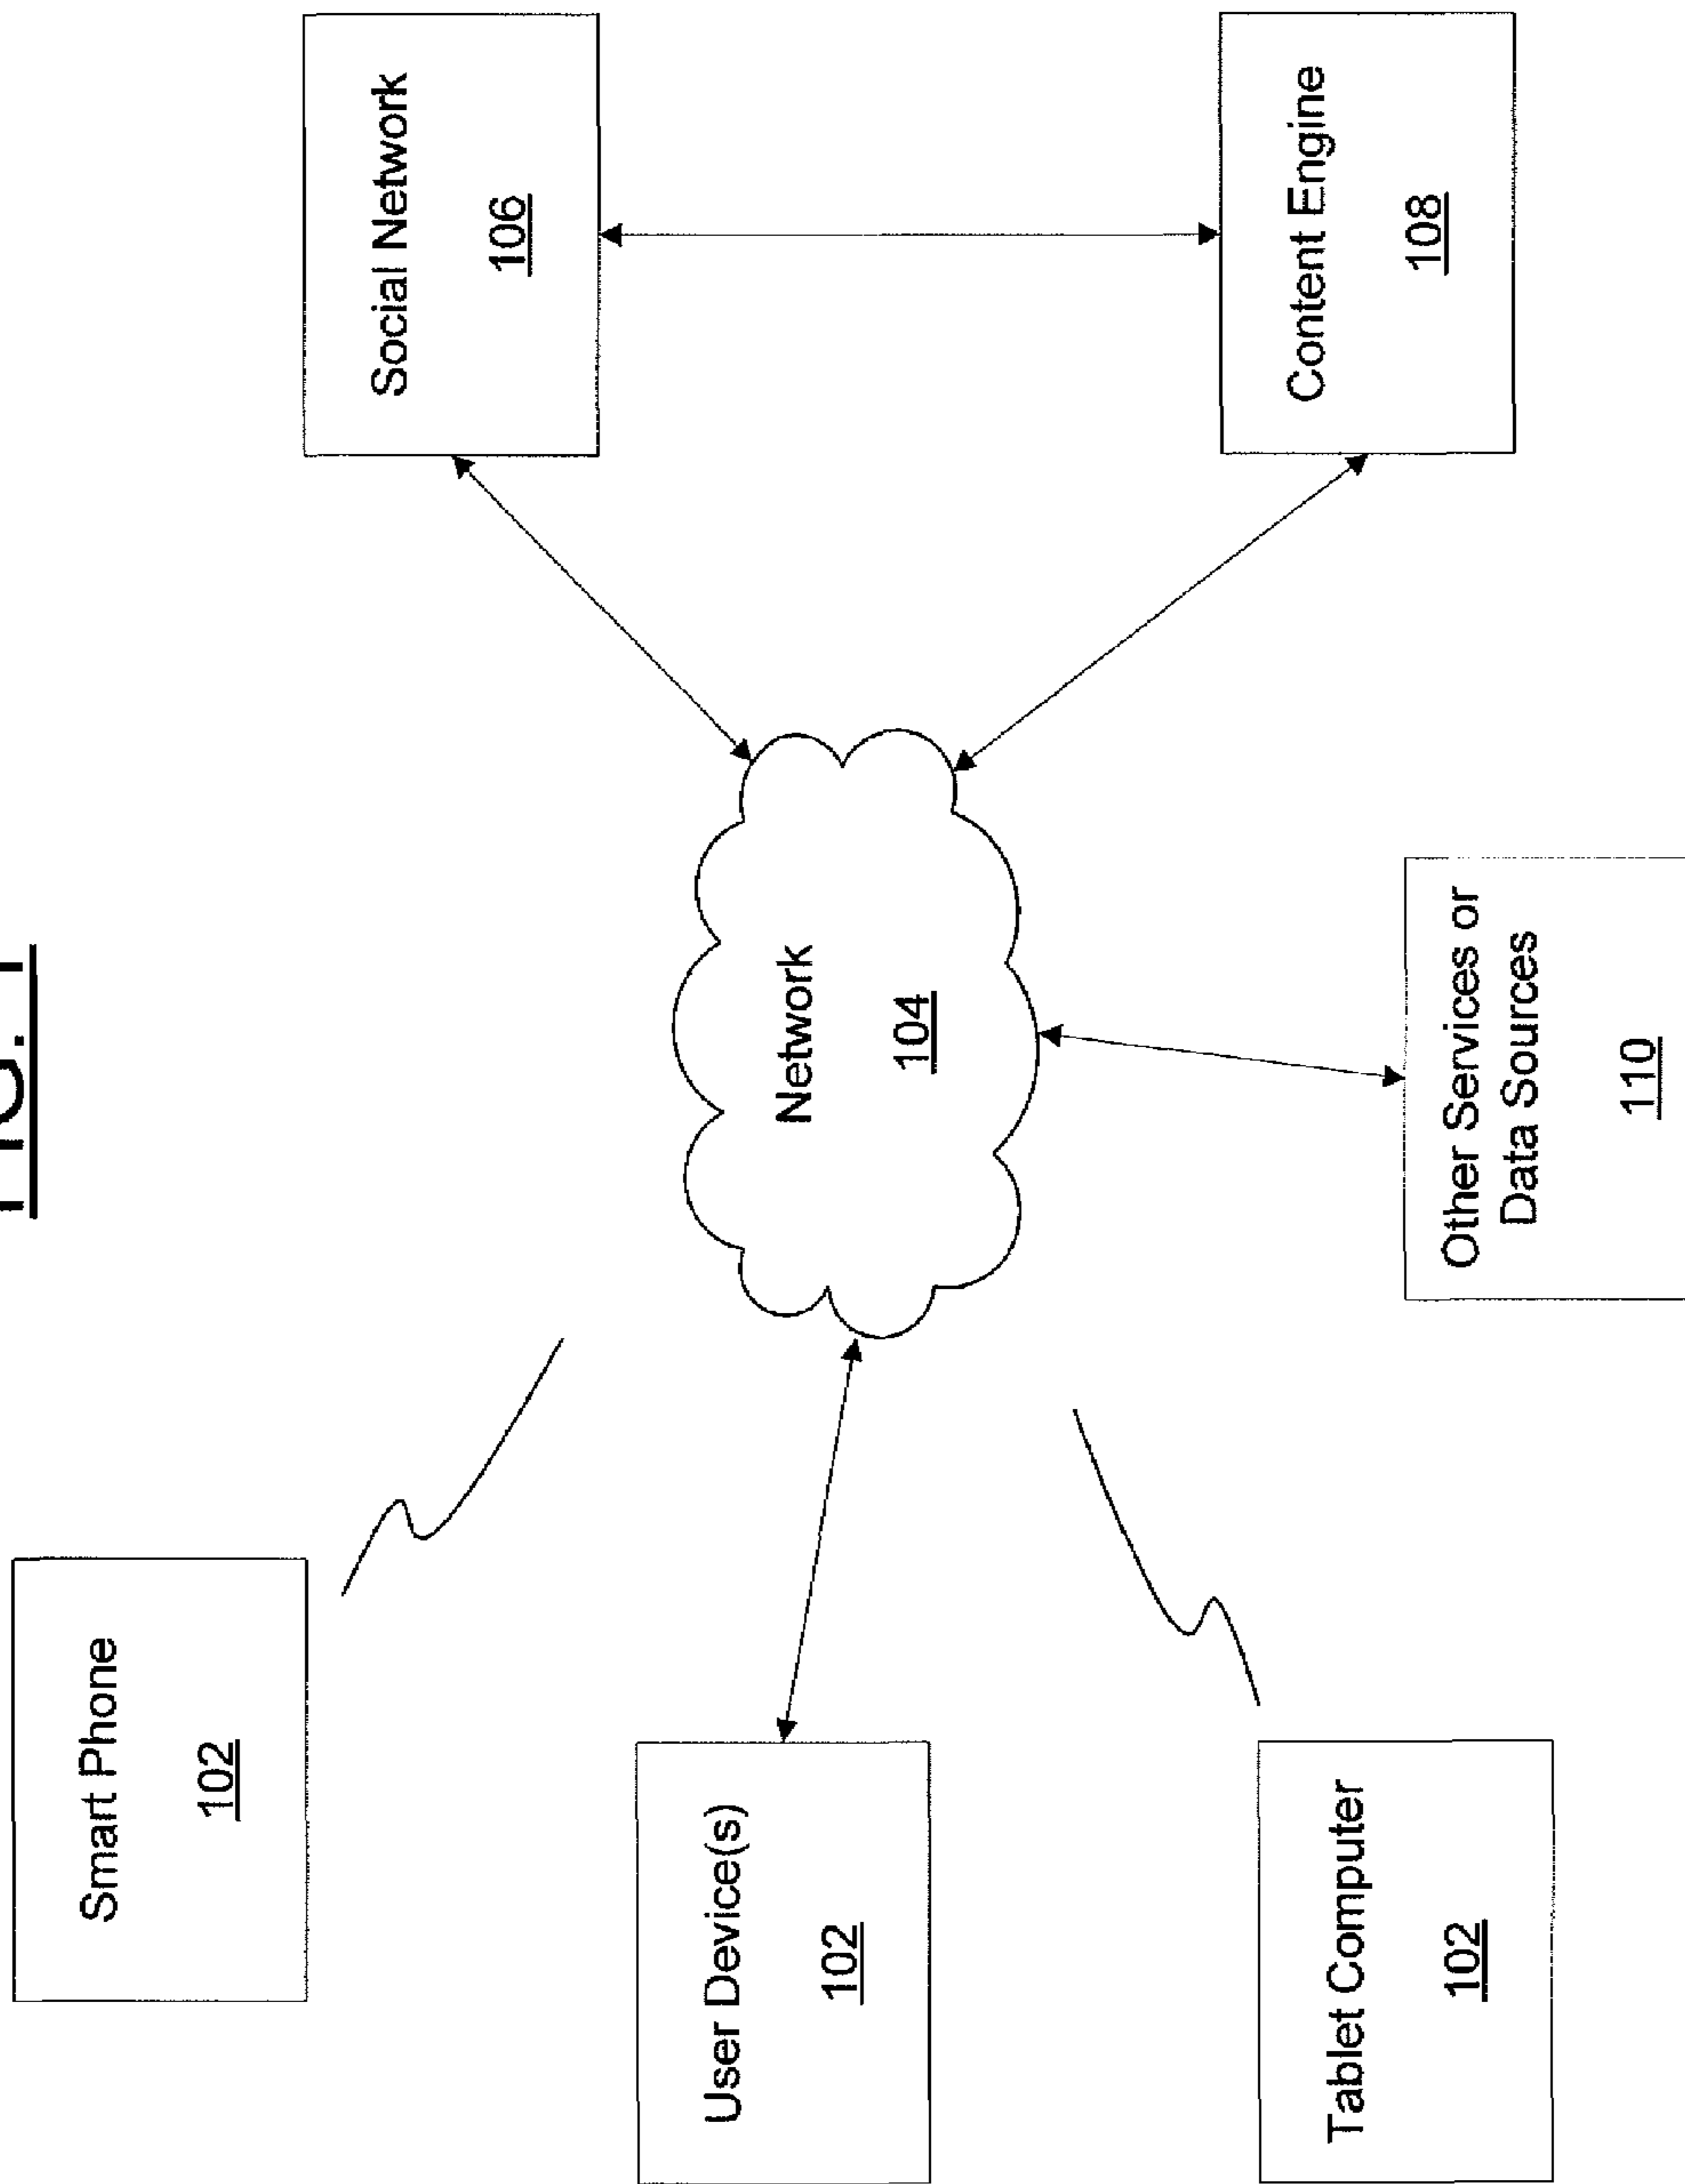 FIG. 1
Smart Phone
102
User Device(s)
102
Tablet Computer
102
Network
104
Other Services or
Data Sources
110
Social Network
106
Content Engine
108